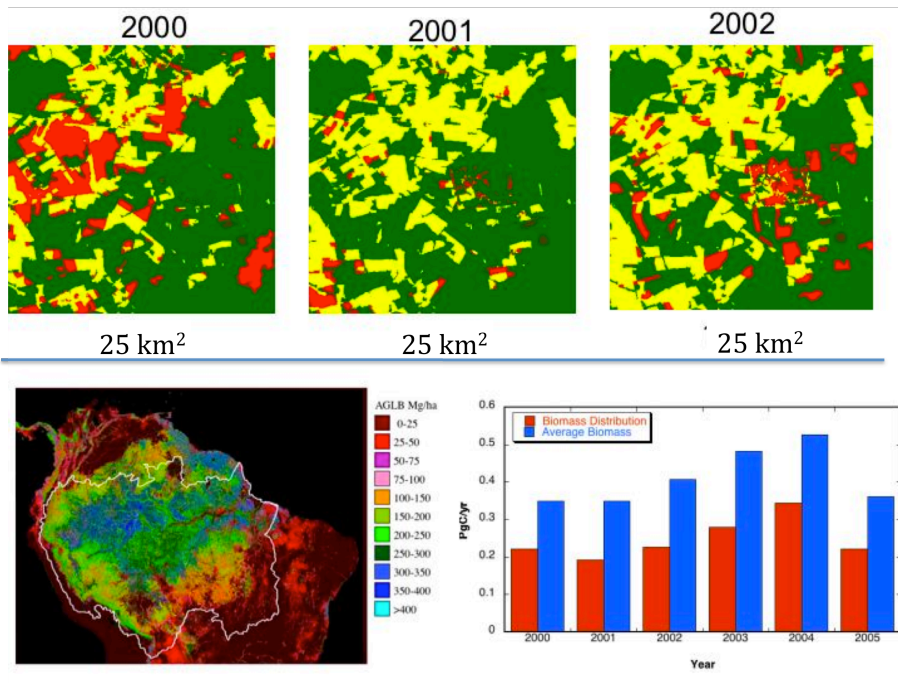 2000
2001
2002
25 km²
25 km²
25 km²
AGLB Mg/ha
0-25
25-50
50-75
75-100
100-150
150-200
200-250
250-300
300-350
350-400
>400
Biomass Distribution
Average Biomass
PgC/yr
0.6
0.5
0.4
0.3
0.2
0.1
0
2000 2001 2002 2003 2004 2005
Year